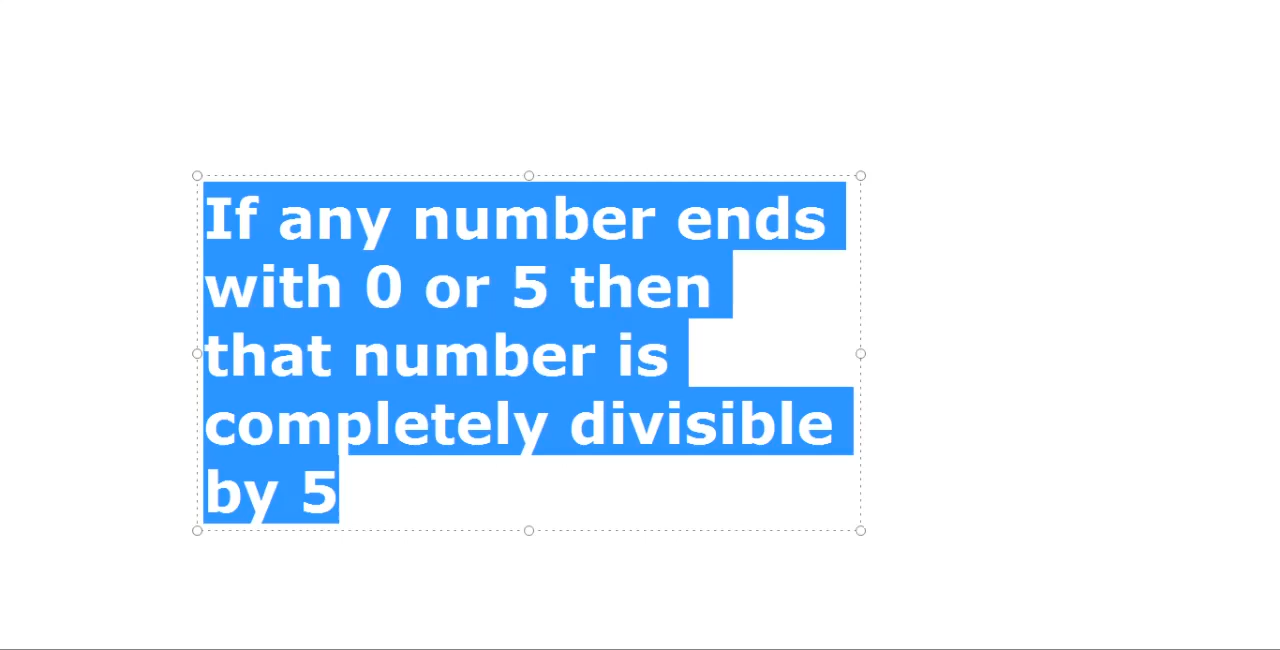 If any number ends
with 0 or 5 then
that number is
completely divisible
by 5